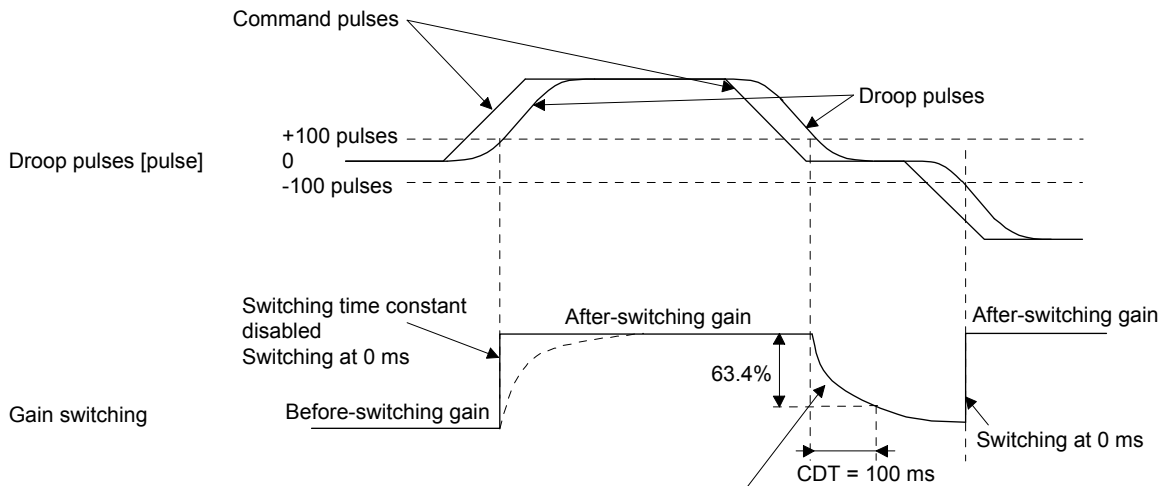 Command pulses
Droop pulses
+100 pulses
Droop pulses [pulse]
0
-100 pulses
Switching time constant
disabled
Switching at 0 ms
After-switching gain
After-switching gain
63.4%
Gain switching
Before-switching gain
Switching at 0 ms
CDT = 100 ms